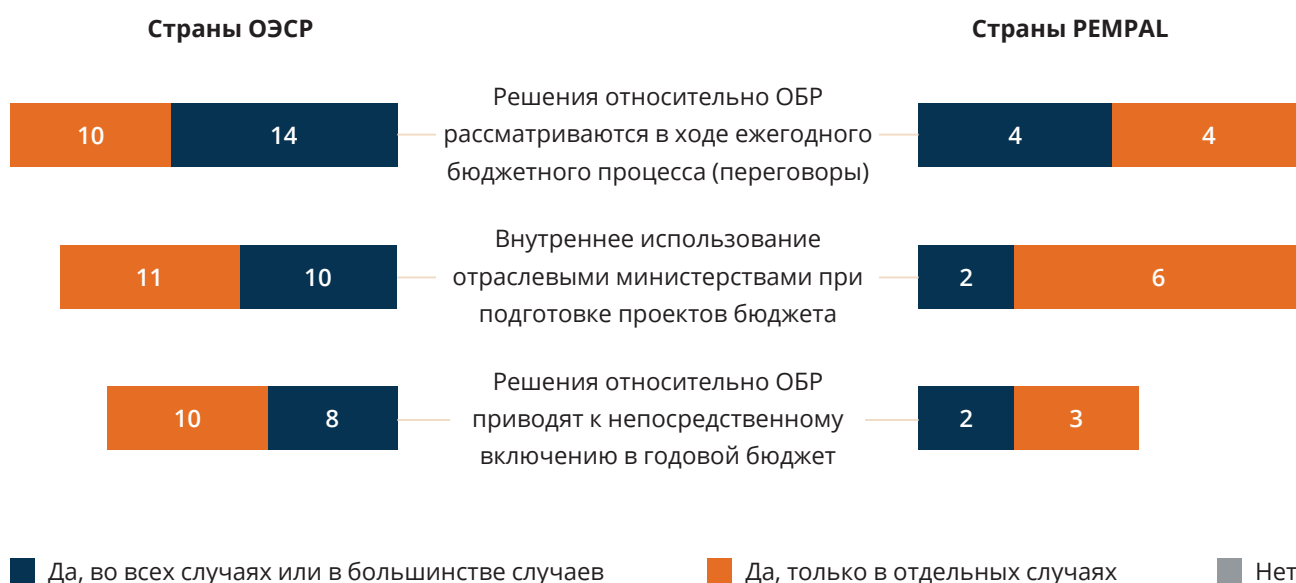 Страны ОЭСР
Страны PEMPAL
10
14
Решения относительно ОБР
рассматриваются в ходе ежегодного
бюджетного процесса (переговоры)
4
4
11
10
Внутреннее использование
отраслевыми министерствами при
подготовке проектов бюджета
2
6
10
8
Решения относительно ОБР
приводят к непосредственному
включению в годовой бюджет
2
3
Да, во всех случаях или в большинстве случаев
Да, только в отдельных случаях
Нет